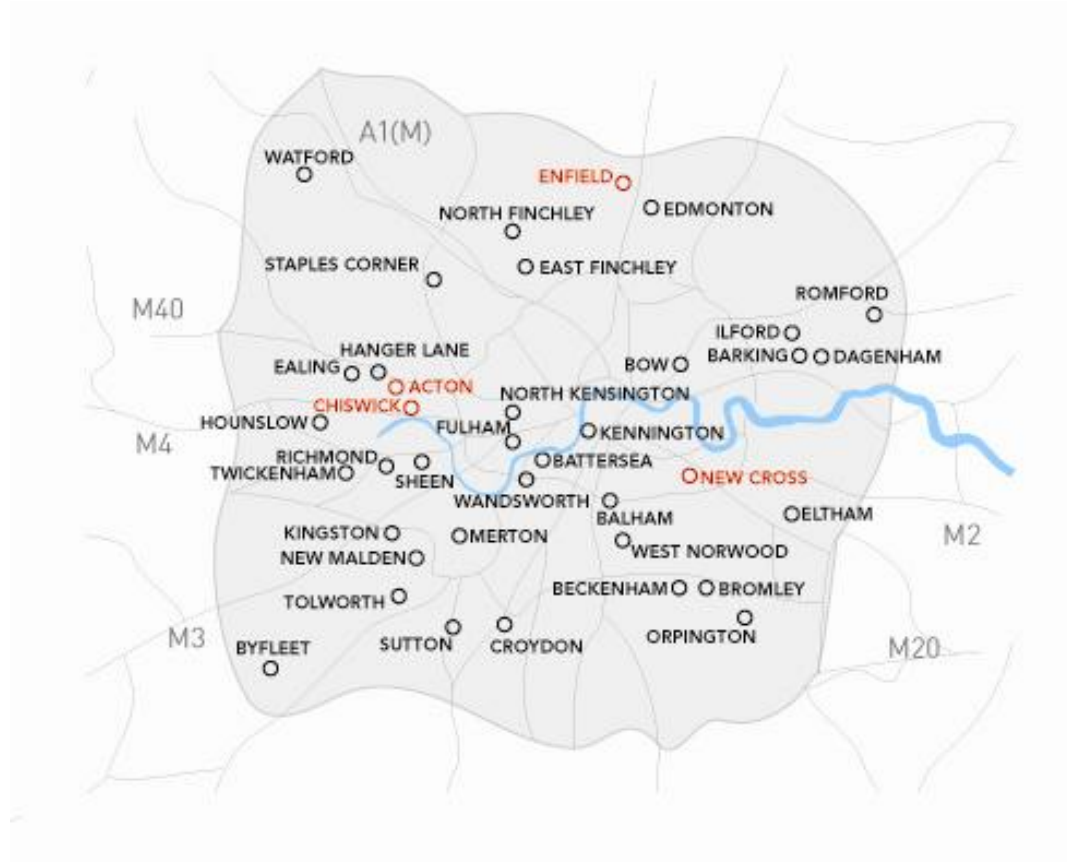 A1(M)
WATFORD
ENFIELD
EDMONTON
NORTH FINCHLEY
STAPLES CORNER
EAST FINCHLEY
ROMFORD
M40
ILFORD
HANGER LANE
BARKING
DAGENHAM
EALING
BOW
ACTON
NORTH KENSINGTON
CHISWICK
HOUNSLOW
FULHAM
KENNINGTON
M4
RICHMOND
BATTERSEA
TWICKENHAM
SHEEN
NEW CROSS
WANDSWORTH
BALHAM
ELTHAM
KINGSTON
MERTON
M2
WEST NORWOOD
NEW MALDEN
BECKENHAM
BROMLEY
TOLWORTH
M3
ORPINGTON
SUTTON
CROYDON
BYFLEET
M20